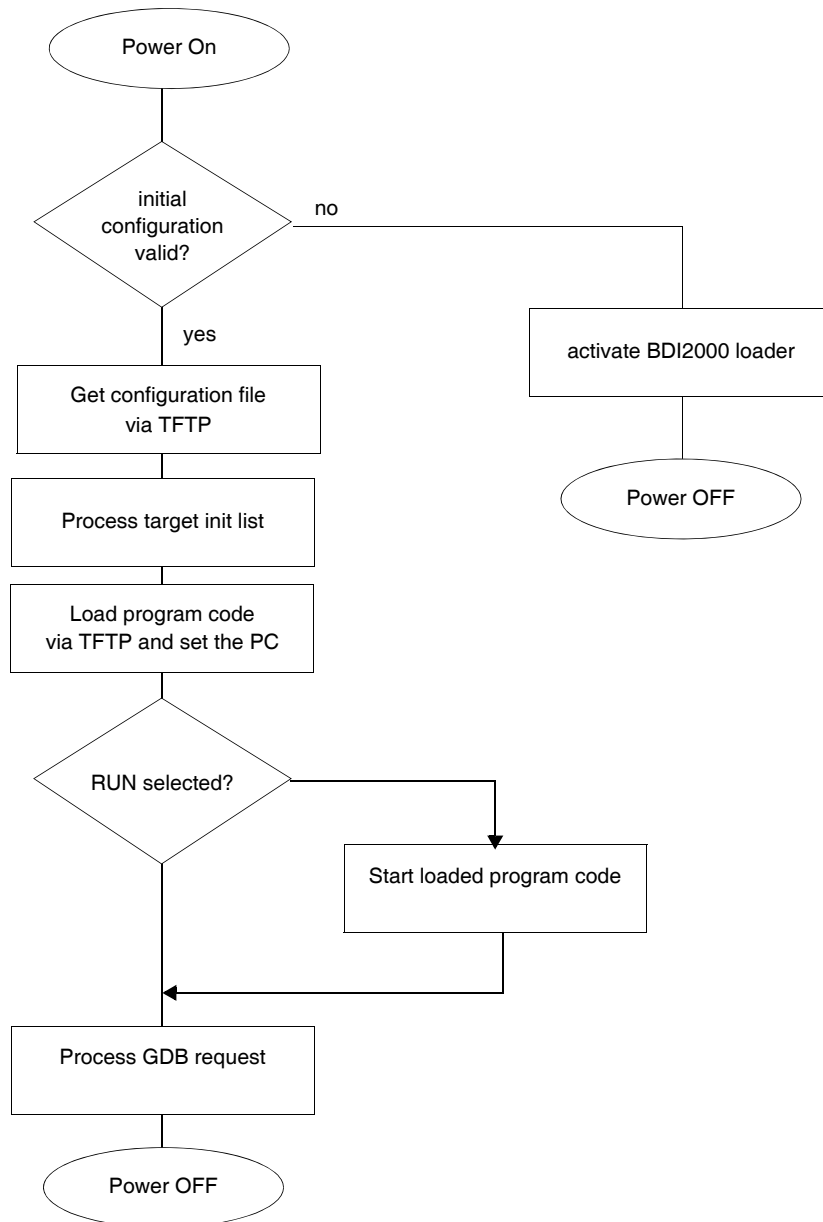 Power On
initial
configuration
valid?
no
yes
activate BDI2000 loader
Get configuration file
via TFTP
Power OFF
Process target init list
Load program code
via TFTP and set the PC
RUN selected?
Start loaded program code
Process GDB request
Power OFF